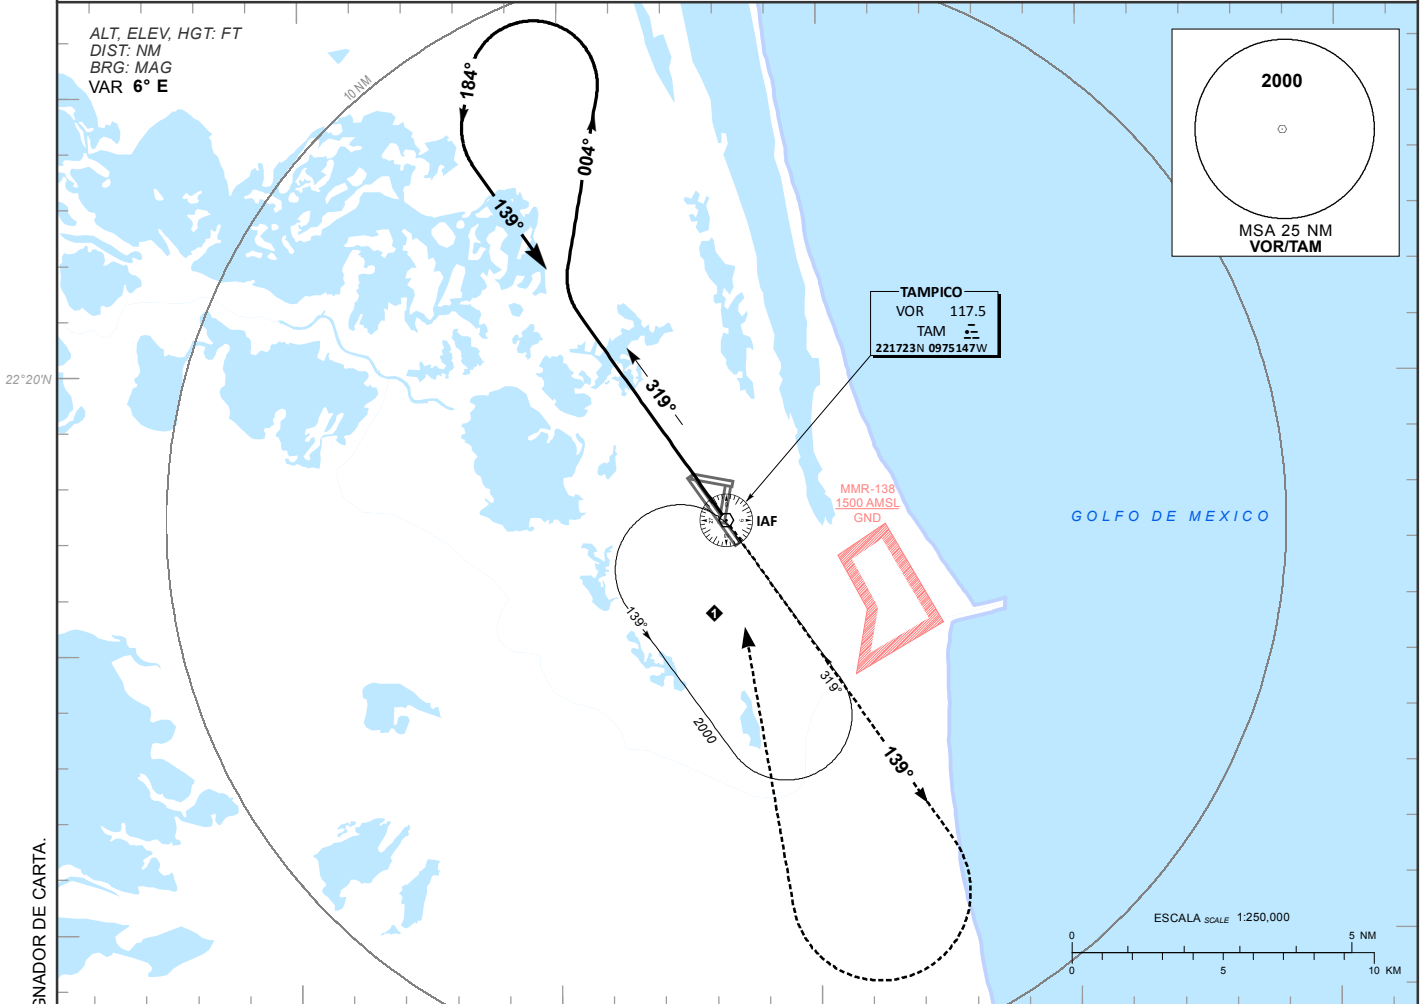 ALT, ELEV, HGT: FT
DIST: NM
BRG: MAG
VAR 6° E
10 NM
184°
004°
139°
2000
MSA 25 NM
VOR/TAM
TAMPICO
VOR 117.5
TAM
221723N 0975147W
22°20'N
319°
MMR-138
1500 AMSL
GND
IAF
GOLFO DE MEXICO
1
139°
319°
2000
139°
GNADOR DE CARTA.
ESCALA SCALE 1:250,000
0 5 NM
0 5 10 KM